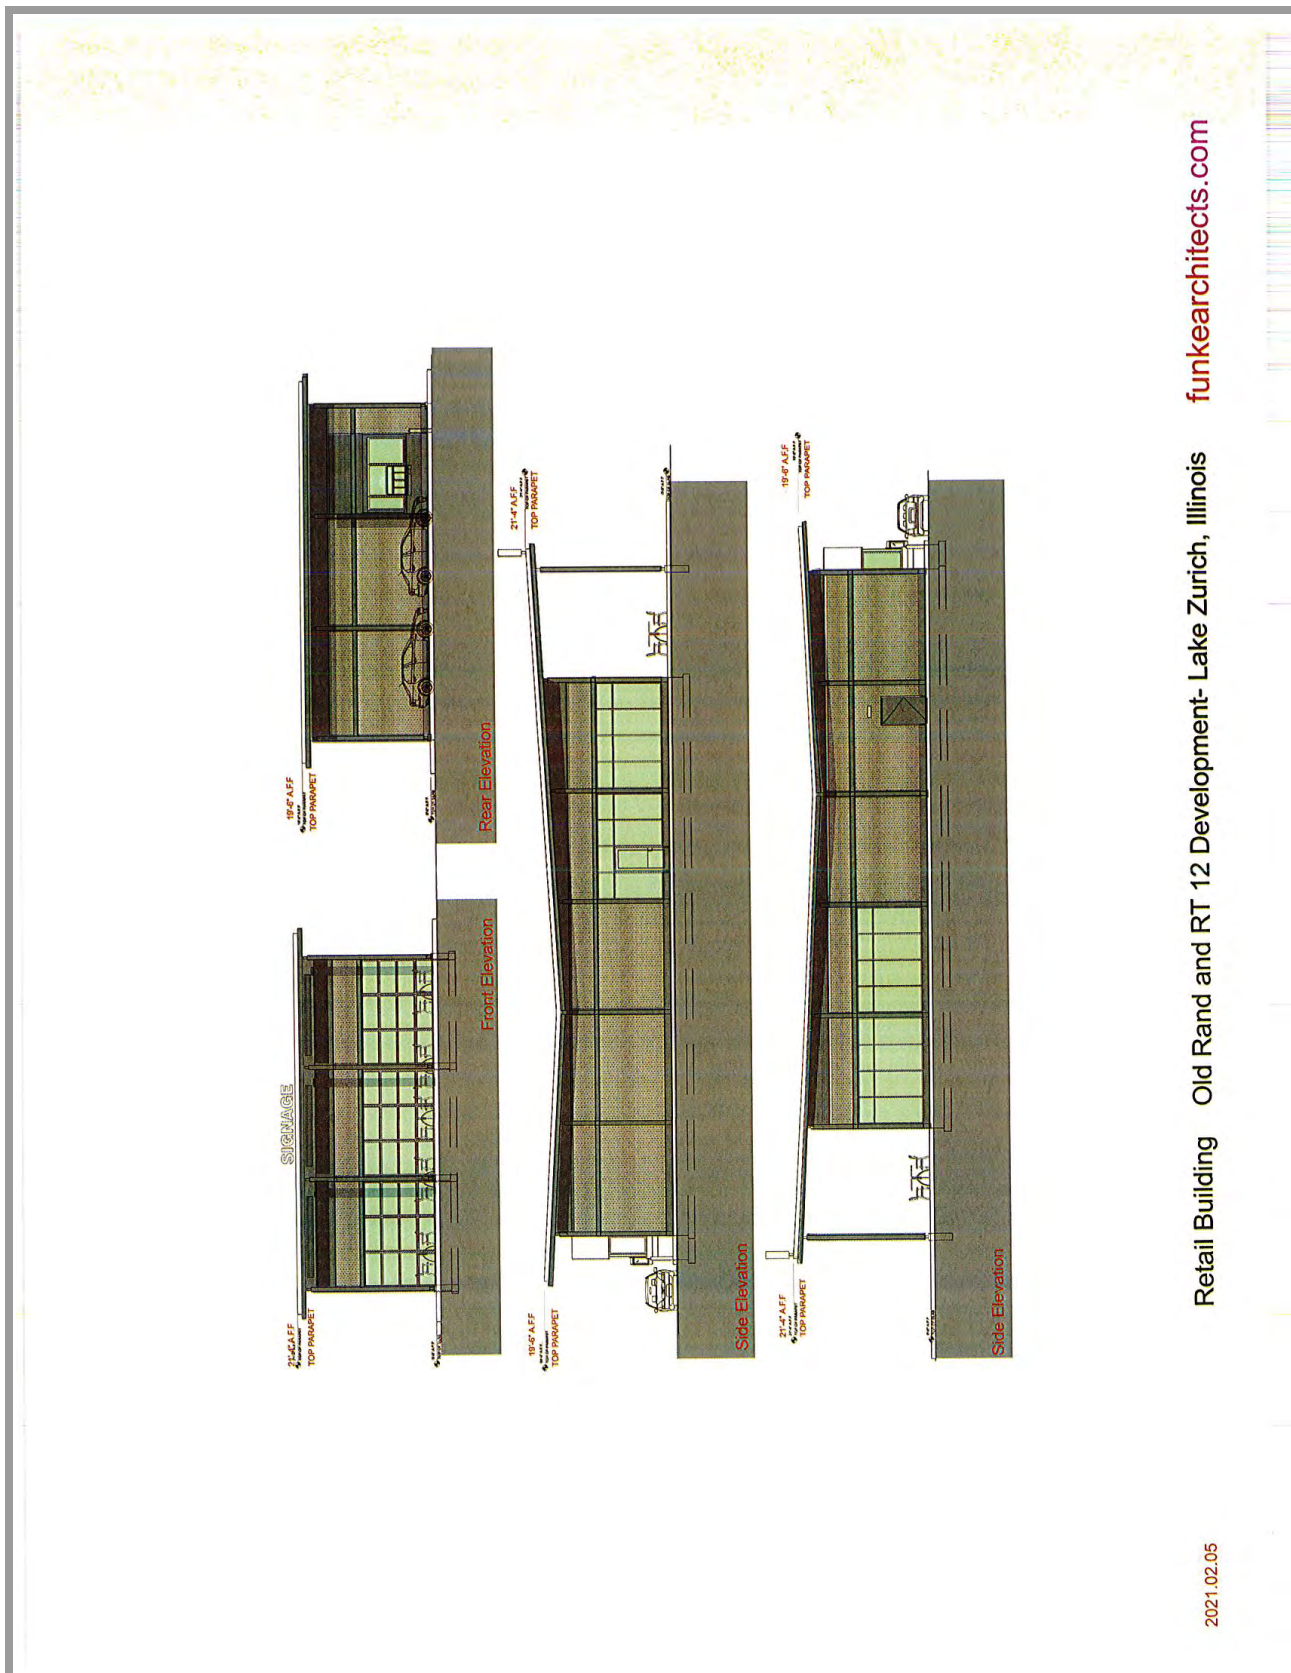 SIGNAGE
21'-4" A.F.F
TOP PARAPET
Front Elevation
19'-6" A.F.F
TOP PARAPET
Rear Elevation
19'-6" A.F.F
TOP PARAPET
21'-4" A.F.F
TOP PARAPET
Side Elevation
21'-4" A.F.F
TOP PARAPET
19'-6" A.F.F
TOP PARAPET
Side Elevation
2021.02.05
Retail Building Old Rand and RT 12 Development- Lake Zurich, Illinois funkearchitects.com